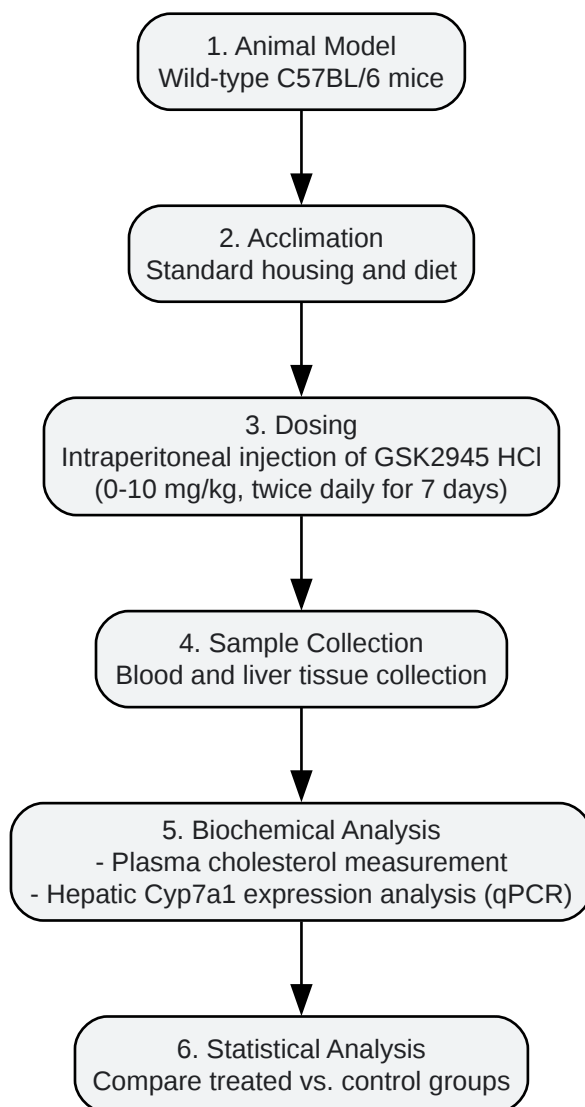 1. Animal Model
Wild-type C57BL/6 mice
2. Acclimation
Standard housing and diet
3. Dosing
Intraperitoneal injection of GSK2945 HCl
(0-10 mg/kg, twice daily for 7 days)
4. Sample Collection
Blood and liver tissue collection
5. Biochemical Analysis
- Plasma cholesterol measurement
- Hepatic Cyp7a1 expression analysis (qPCR)
6. Statistical Analysis
Compare treated vs. control groups